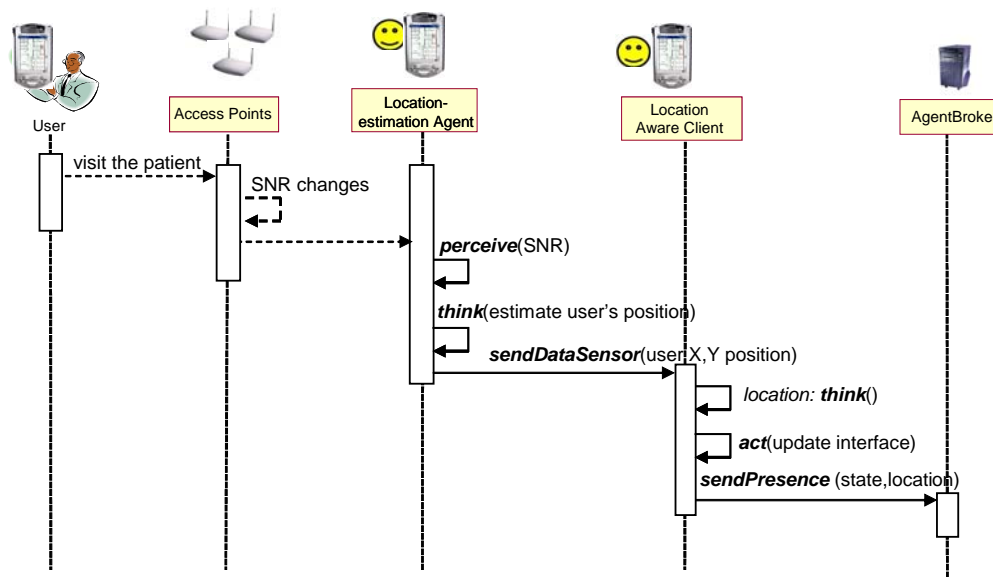 User
Access Points
Location-
estimation Agent
Location
Aware Client
AgentBroke
visit the patient
SNR changes
perceive(SNR)
think(estimate user's position)
sendDataSensor(user X,Y position)
location: think()
act(update interface)
sendPresence (state,location)